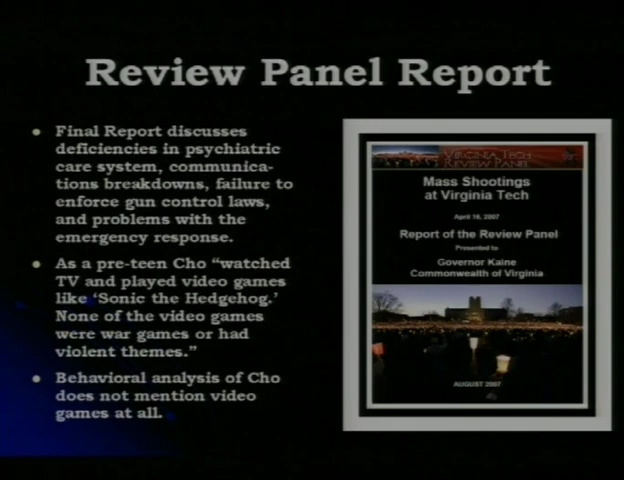 Review Panel Report
Final Report discusses
deficiencies in psychiatric
care system, communica-
tions breakdowns, failure to
enforce gun control laws,
and problems with the
emergency response.
As a pre-teen Cho “watched
TV and played video games
like ‘Sonic the Hedgehog.’
None of the video games
were war games or had
violent themes.”
Behavioral analysis of Cho
does not mention video
games at all.
VIRGINIA TECH
REVIEW PANEL
Mass Shootings
at Virginia Tech
April 16, 2007
Report of the Review Panel
Presented to
Governor Kaine
Commonwealth of Virginia
AUGUST 2007